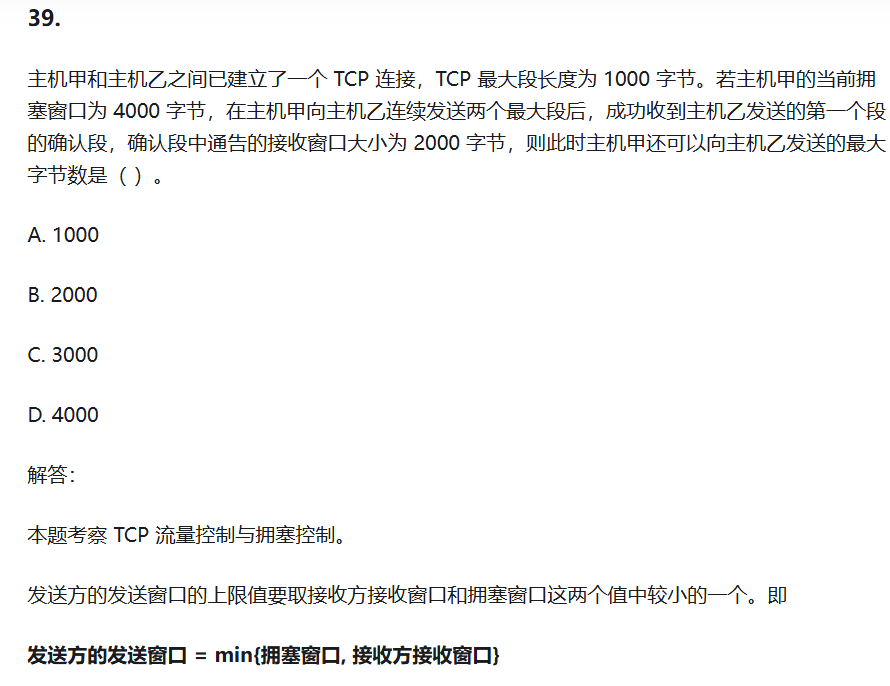 39.
主机甲和主机乙之间已建立了一个 TCP 连接，TCP 最大段长度为 1000 字节。若主机甲的当前拥
塞窗口为 4000 字节，在主机甲向主机乙连续发送两个最大段后，成功收到主机乙发送的第一个段
的确认段，确认段中通告的接收窗口大小为 2000 字节，则此时主机甲还可以向主机乙发送的最大
字节数是（ ）。
A. 1000
B. 2000
C. 3000
D. 4000
解答：
本题考察 TCP 流量控制与拥塞控制。
发送方的发送窗口的上限值要取接收方接收窗口和拥塞窗口这两个值中较小的一个。即
发送方的发送窗口 = min{拥塞窗口, 接收方接收窗口}